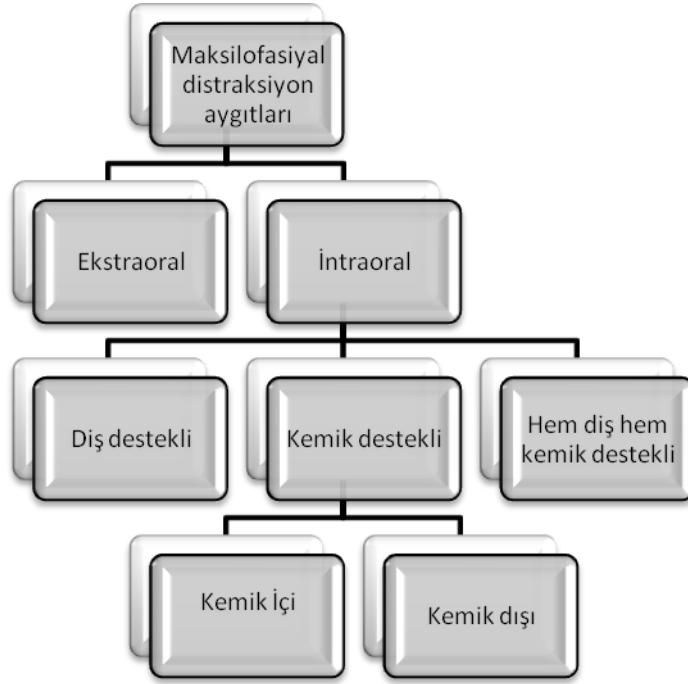 Maksilofasiyal
distraksiyon
aygıtları
Ekstraoral
İntraoral
Diş destekli
Kemik destekli
Hem diş hem
kemik destekli
Kemik İçi
Kemik dışı